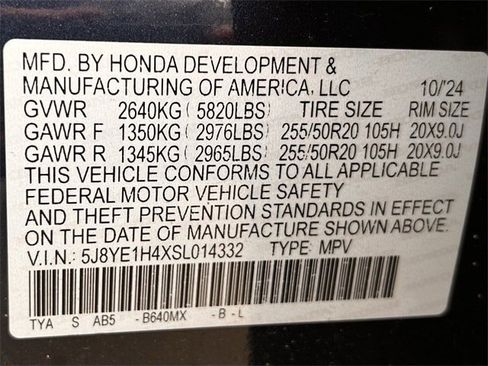 MFD. BY HONDA DEVELOPMENT &
MANUFACTURING OF AMERICA, LLC 10/'24
GVWR 2640KG ( 5820LBS) TIRE SIZE RIM SIZE
GAWR F 1350KG ( 2976LBS) 255/50R20 105H 20X9.0J
GAWR R 1345KG ( 2965LBS) 255/50R20 105H 20X9.0J
THIS VEHICLE CONFORMS TO ALL APPLICABLE
FEDERAL MOTOR VEHICLE SAFETY
AND THEFT PREVENTION STANDARDS IN EFFECT
ON THE DATE OF MANUFACTURE SHOWN ABOVE.
V.I.N.: 5J8YE1H4XSL014332 TYPE: MPV
TYA S AB5 - B640MX - B - L